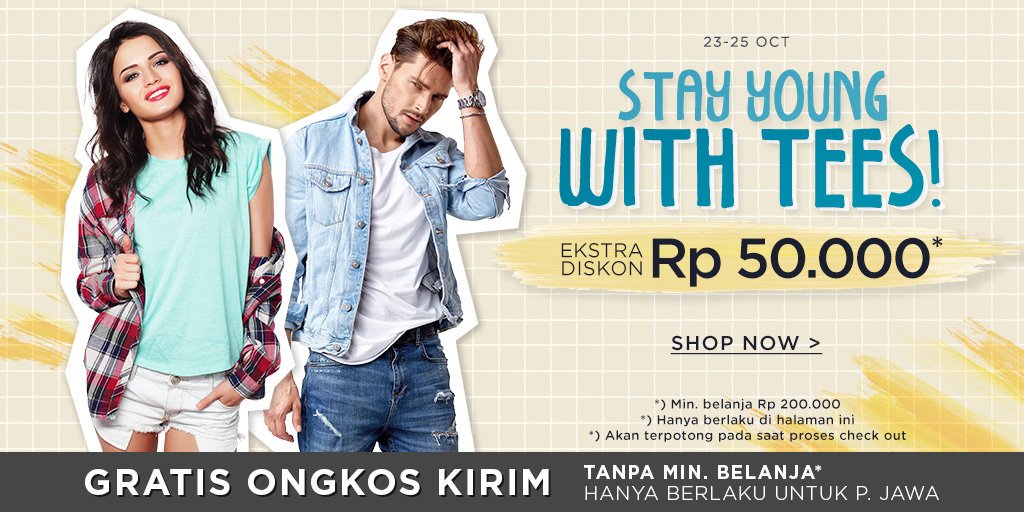 23-25 OCT
STAY YOUNG
WITH TEES!
EKSTRA
DISKON
Rp 50.000*
SHOP NOW >
*) Min. belanja Rp 200.000
*) Hanya berlaku di halaman ini
*) Akan terpotong pada saat proses check out
GRATIS ONGKOS KIRIM
TANPA MIN. BELANJA*
HANYA BERLAKU UNTUK P. JAWA